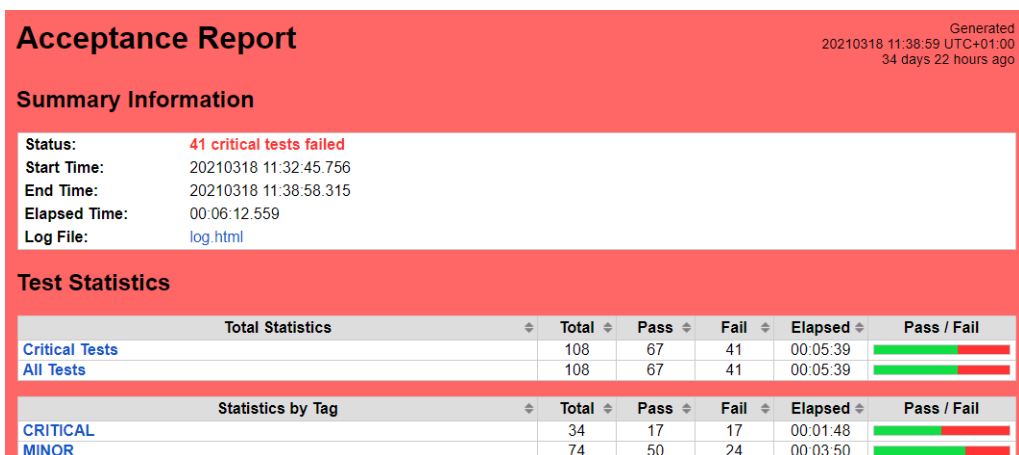 Acceptance Report
Generated
20210318 11:38:59 UTC+01:00
34 days 22 hours ago
Summary Information
Status: 41 critical tests failed
Start Time: 20210318 11:32:45.756
End Time: 20210318 11:38:58.315
Elapsed Time: 00:06:12.559
Log File: log.html
Test Statistics
Total Statistics Total Pass Fail Elapsed Pass / Fail
Critical Tests 108 67 41 00:05:39
All Tests 108 67 41 00:05:39
Statistics by Tag Total Pass Fail Elapsed Pass / Fail
CRITICAL 34 17 17 00:01:48
MINOR 74 50 24 00:03:50